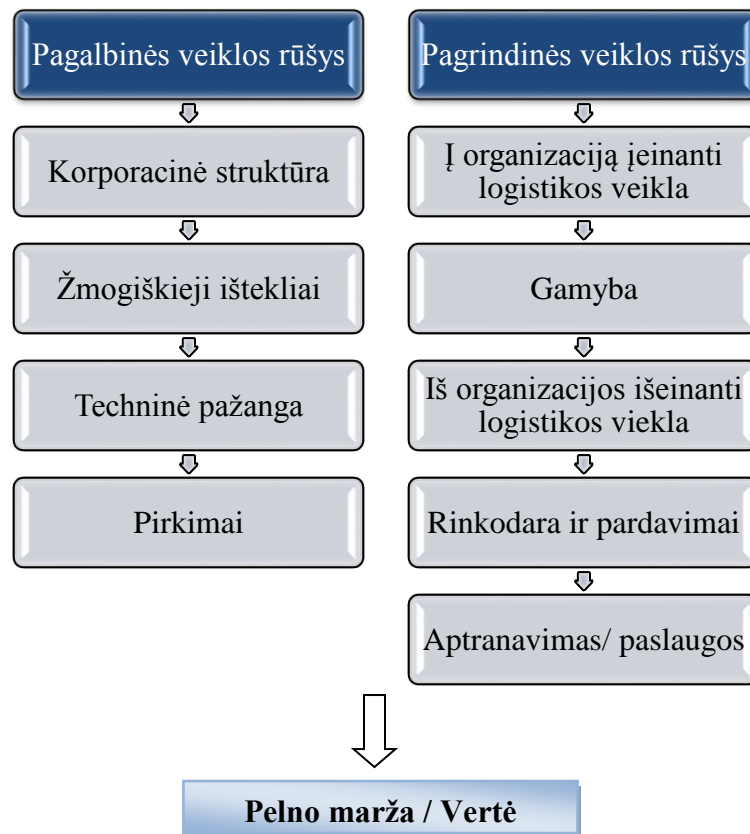 Pagalbinės veiklos rūšys
Korporacinė struktūra
Žmogiškieji ištekliai
Techninė pažanga
Pirkimai
Pagrindinės veiklos rūšys
Į organizaciją įeinanti
logistikos veikla
Gamyba
Iš organizacijos išeinanti
logistikos viekla
Rinkodara ir pardavimai
Aptranavimas/ paslaugos
Pelno marža / Vertė